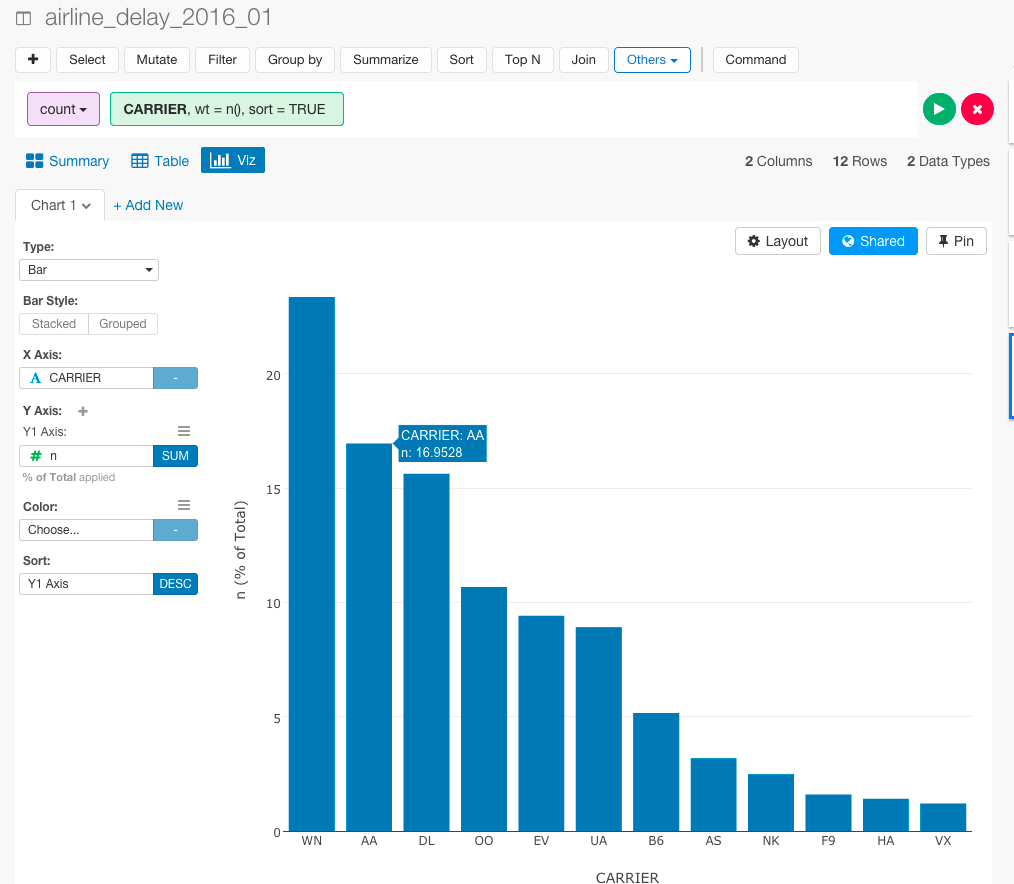 airline_delay_2016_01
+ Select Mutate Filter Group by Summarize Sort Top N Join Others Command
count CARRIER, wt = n(), sort = TRUE
Summary Table Viz 2 Columns 12 Rows 2 Data Types
Chart 1 + Add New
Layout Shared Pin
Type:
Bar
Bar Style:
Stacked Grouped
X Axis:
A CARRIER -
Y Axis: +
Y1 Axis:
# n SUM
% of Total applied
Color:
Choose... -
Sort:
Y1 Axis DESC
n (% of Total)
20
15
10
5
0
CARRIER: AA
n: 16.9528
WN AA DL OO EV UA B6 AS NK F9 HA VX
CARRIER